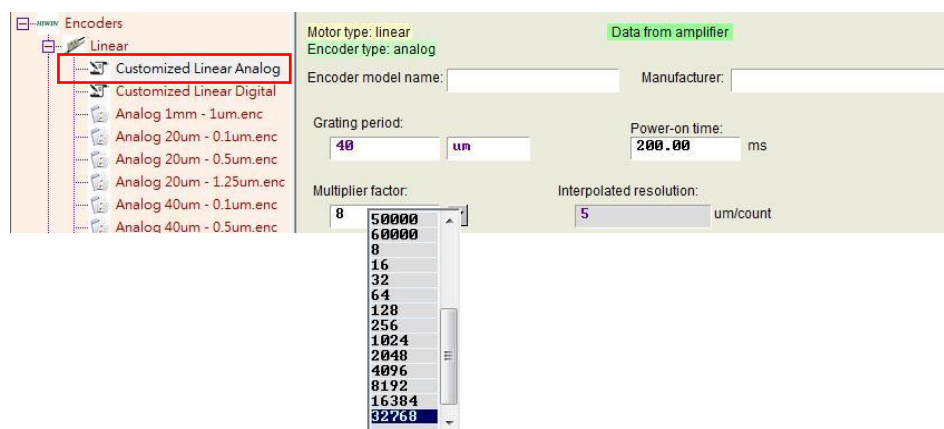 HIWIN Encoders
Linear
Customized Linear Analog
Customized Linear Digital
Analog 1mm - 1um.enc
Analog 20um - 0.1um.enc
Analog 20um - 0.5um.enc
Analog 20um - 1.25um.enc
Analog 40um - 0.1um.enc
Analog 40um - 0.5um.enc
Motor type: linear
Data from amplifier
Encoder type: analog
Encoder model name:
Manufacturer:
Grating period:
Power-on time:
40 um
200.00 ms
Multiplier factor:
Interpolated resolution:
8
5 um/count
50000
60000
8
16
32
64
128
256
1024
2048
4096
8192
16384
32768